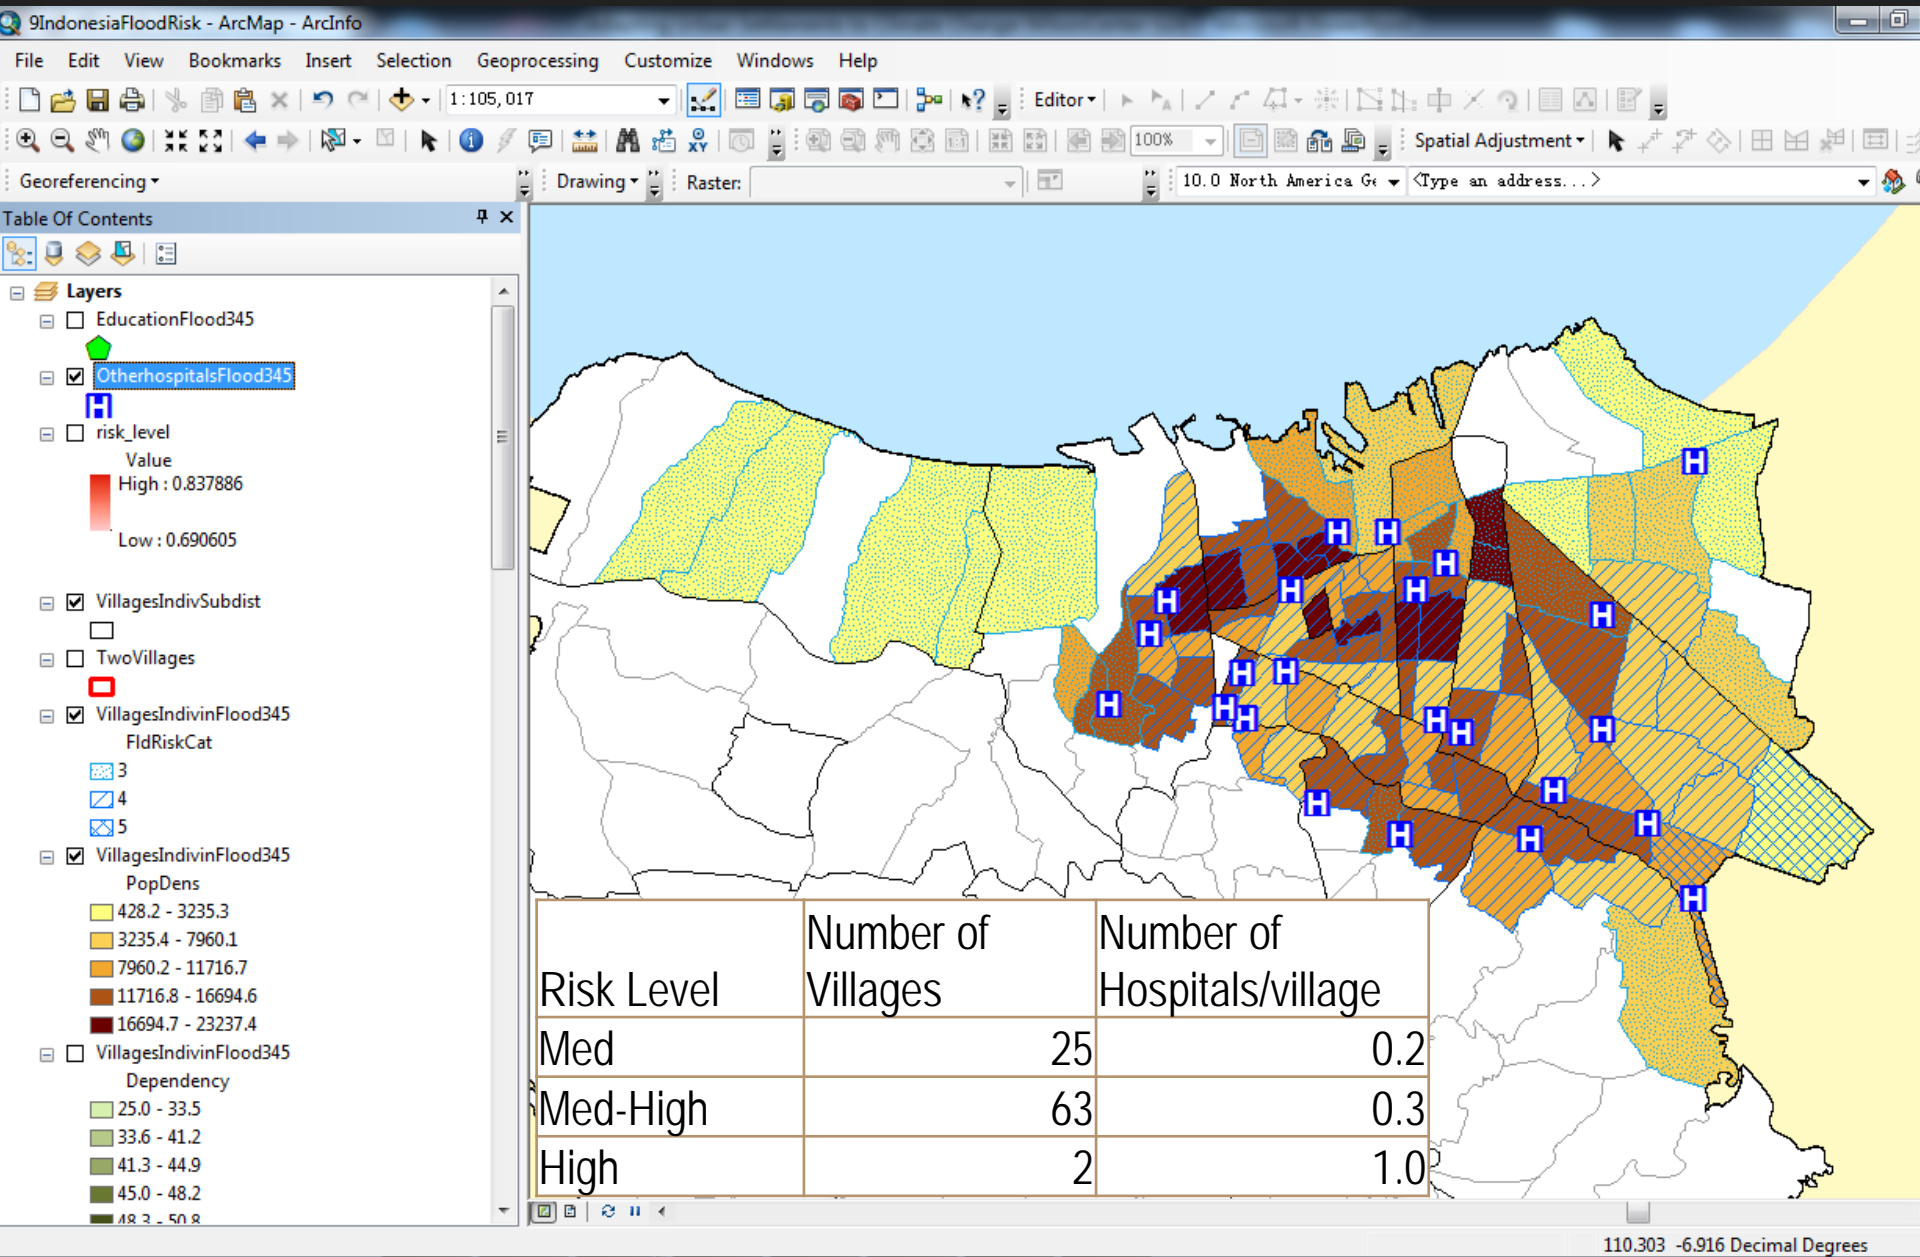 9IndonesiaFloodRisk - ArcMap - ArcInfo
File Edit View Bookmarks Insert Selection Geoprocessing Customize Windows Help
1:105,017
Editor
100%
Spatial Adjustment
Georeferencing
Drawing
Raster:
10.0 North America Ge
<Type an address...>
Table Of Contents
Layers
EducationFlood345
OtherhospitalsFlood345
H
risk_level
Value
High : 0.837886
Low : 0.690605
VillagesIndivSubdist
TwoVillages
VillagesIndivinFlood345
FldRiskCat
3
4
5
VillagesIndivinFlood345
PopDens
428.2 - 3235.3
3235.4 - 7960.1
7960.2 - 11716.7
11716.8 - 16694.6
16694.7 - 23237.4
VillagesIndivinFlood345
Dependency
25.0 - 33.5
33.6 - 41.2
41.3 - 44.9
45.0 - 48.2
48.3 - 50.8
H
H H
H
H H
H
H
H
H H
H
H H
H
H
H
H
H
H
H
H
H
Risk Level Number of Villages Number of Hospitals/village
Med 25 0.2
Med-High 63 0.3
High 2 1.0
110.303 -6.916 Decimal Degrees